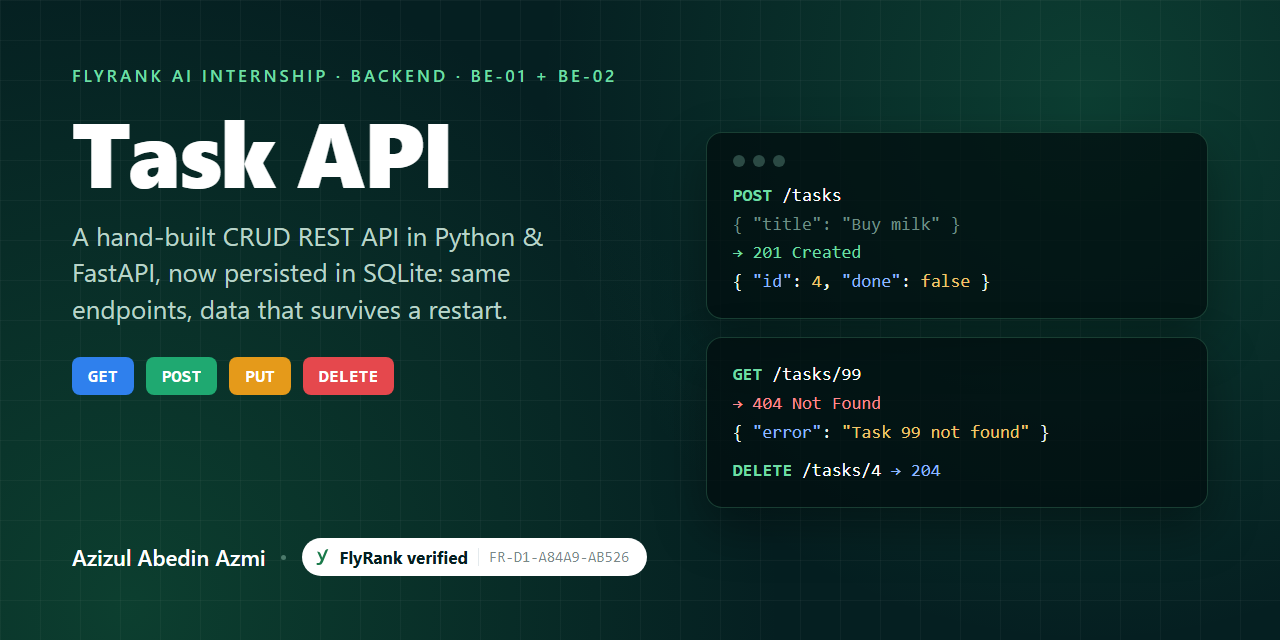 FLYRANK AI INTERNSHIP · BACKEND · BE-01 + BE-02
Task API
A hand-built CRUD REST API in Python &
FastAPI, now persisted in SQLite: same
endpoints, data that survives a restart.
GET POST PUT DELETE
POST /tasks
{ "title": "Buy milk" }
→ 201 Created
{ "id": 4, "done": false }
GET /tasks/99
→ 404 Not Found
{ "error": "Task 99 not found" }
DELETE /tasks/4 → 204
Azizul Abedin Azmi • FlyRank verified FR-D1-A84A9-AB526